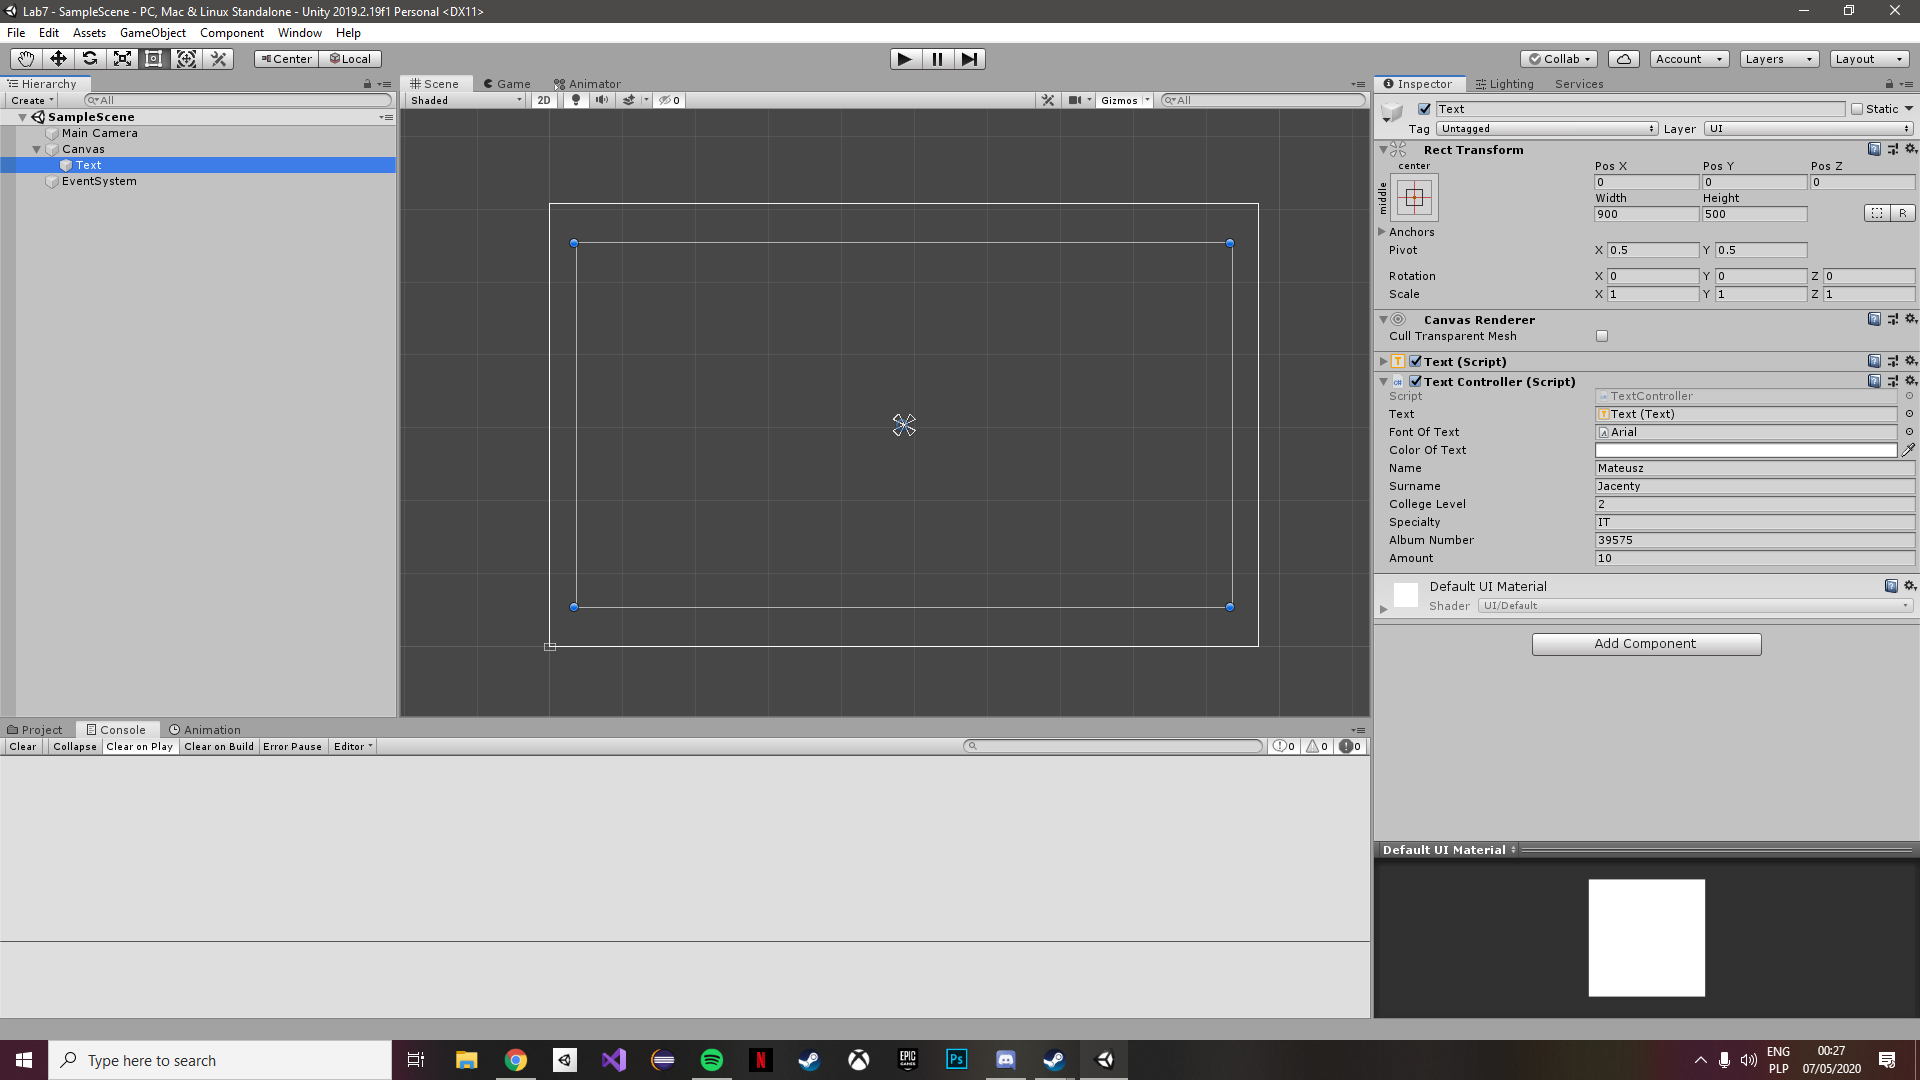 Lab7 - SampleScene - PC, Mac & Linux Standalone - Unity 2019.2.19f1 Personal <DX11>
File Edit Assets GameObject Component Window Help
Center Local Collab Account Layers Layout
Hierarchy
Create All
SampleScene
Main Camera
Canvas
Text
EventSystem
Scene Game Animator
Shaded 2D 0 Gizmos All
Inspector Lighting Services
Text Static
Tag Untagged Layer UI
Rect Transform
center
middle
Pos X Pos Y Pos Z
0 0 0
Width Height
900 500 R
Anchors
Pivot X 0.5 Y 0.5
Rotation X 0 Y 0 Z 0
Scale X 1 Y 1 Z 1
Canvas Renderer
Cull Transparent Mesh
Text (Script)
Text Controller (Script)
Script TextController
Text Text (Text)
Font Of Text Arial
Color Of Text
Name Mateusz
Surname Jacenty
College Level 2
Specialty IT
Album Number 39575
Amount 10
Default UI Material
Shader UI/Default
Add Component
Default UI Material
Project Console Animation
Clear Collapse Clear on Play Clear on Build Error Pause Editor 0 0 0
Type here to search
N
EPIC GAMES
Ps
ENG
PLP
00:27
07/05/2020